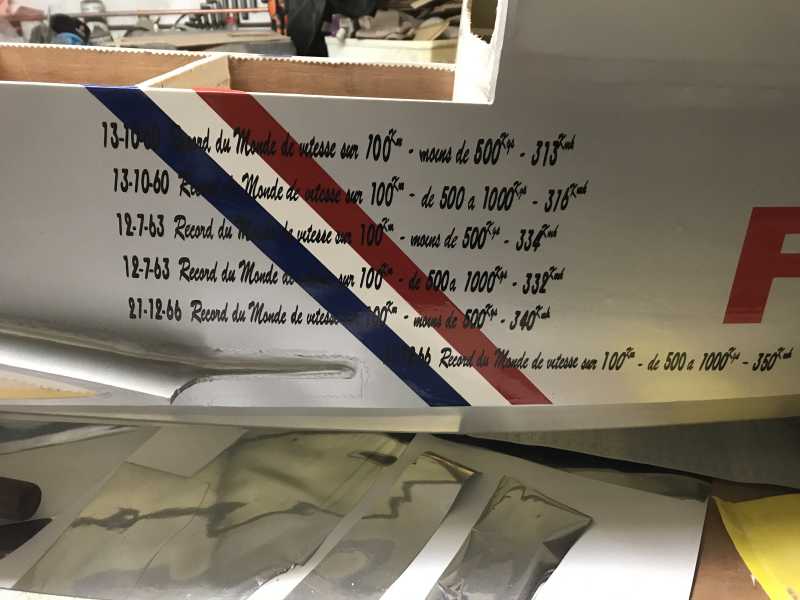 13-10-60 Record du Monde de vitesse sur 100Km - moins de 500Kgs - 313Kmh
13-10-60 Record du Monde de vitesse sur 100Km - de 500 a 1000Kgs - 316Kmh
12-7-63 Record du Monde de vitesse sur 100Km - moins de 500Kgs - 334Kmh
12-7-63 Record du Monde de vitesse sur 100Km - de 500 a 1000Kgs - 332Kmh
21-12-66 Record du Monde de vitesse sur 100Km - moins de 500Kgs - 340Kmh
Record du Monde de vitesse sur 100Km - de 500 a 1000Kgs - 350Kmh